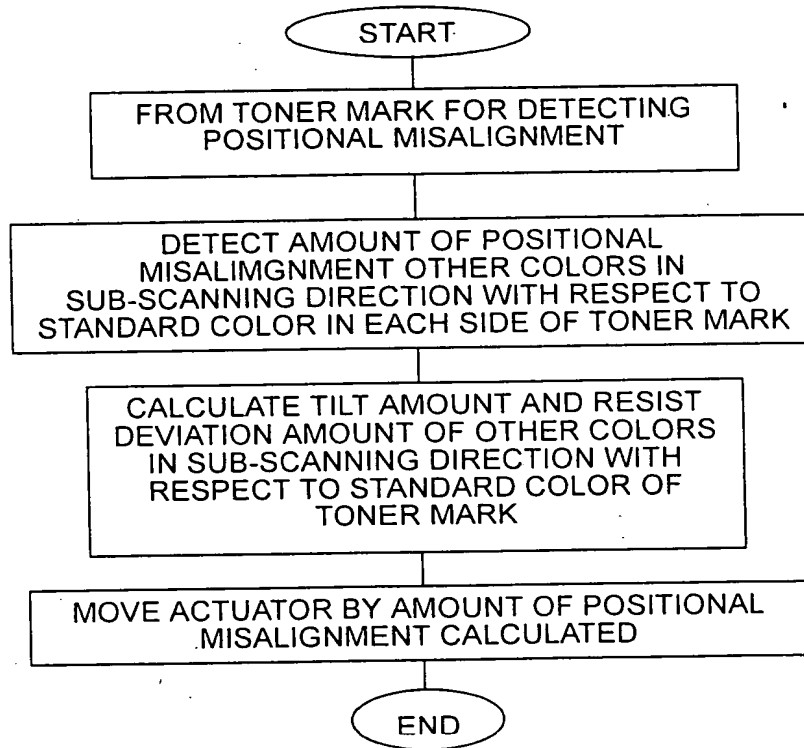 START
FROM TONER MARK FOR DETECTING
POSITIONAL MISALIGNMENT
DETECT AMOUNT OF POSITIONAL
MISALIMGNMENT OTHER COLORS IN
SUB-SCANNING DIRECTION WITH RESPECT TO
STANDARD COLOR IN EACH SIDE OF TONER MARK
CALCULATE TILT AMOUNT AND RESIST
DEVIATION AMOUNT OF OTHER COLORS
IN SUB-SCANNING DIRECTION WITH
RESPECT TO STANDARD COLOR OF
TONER MARK
MOVE ACTUATOR BY AMOUNT OF POSITIONAL
MISALIGNMENT CALCULATED
END